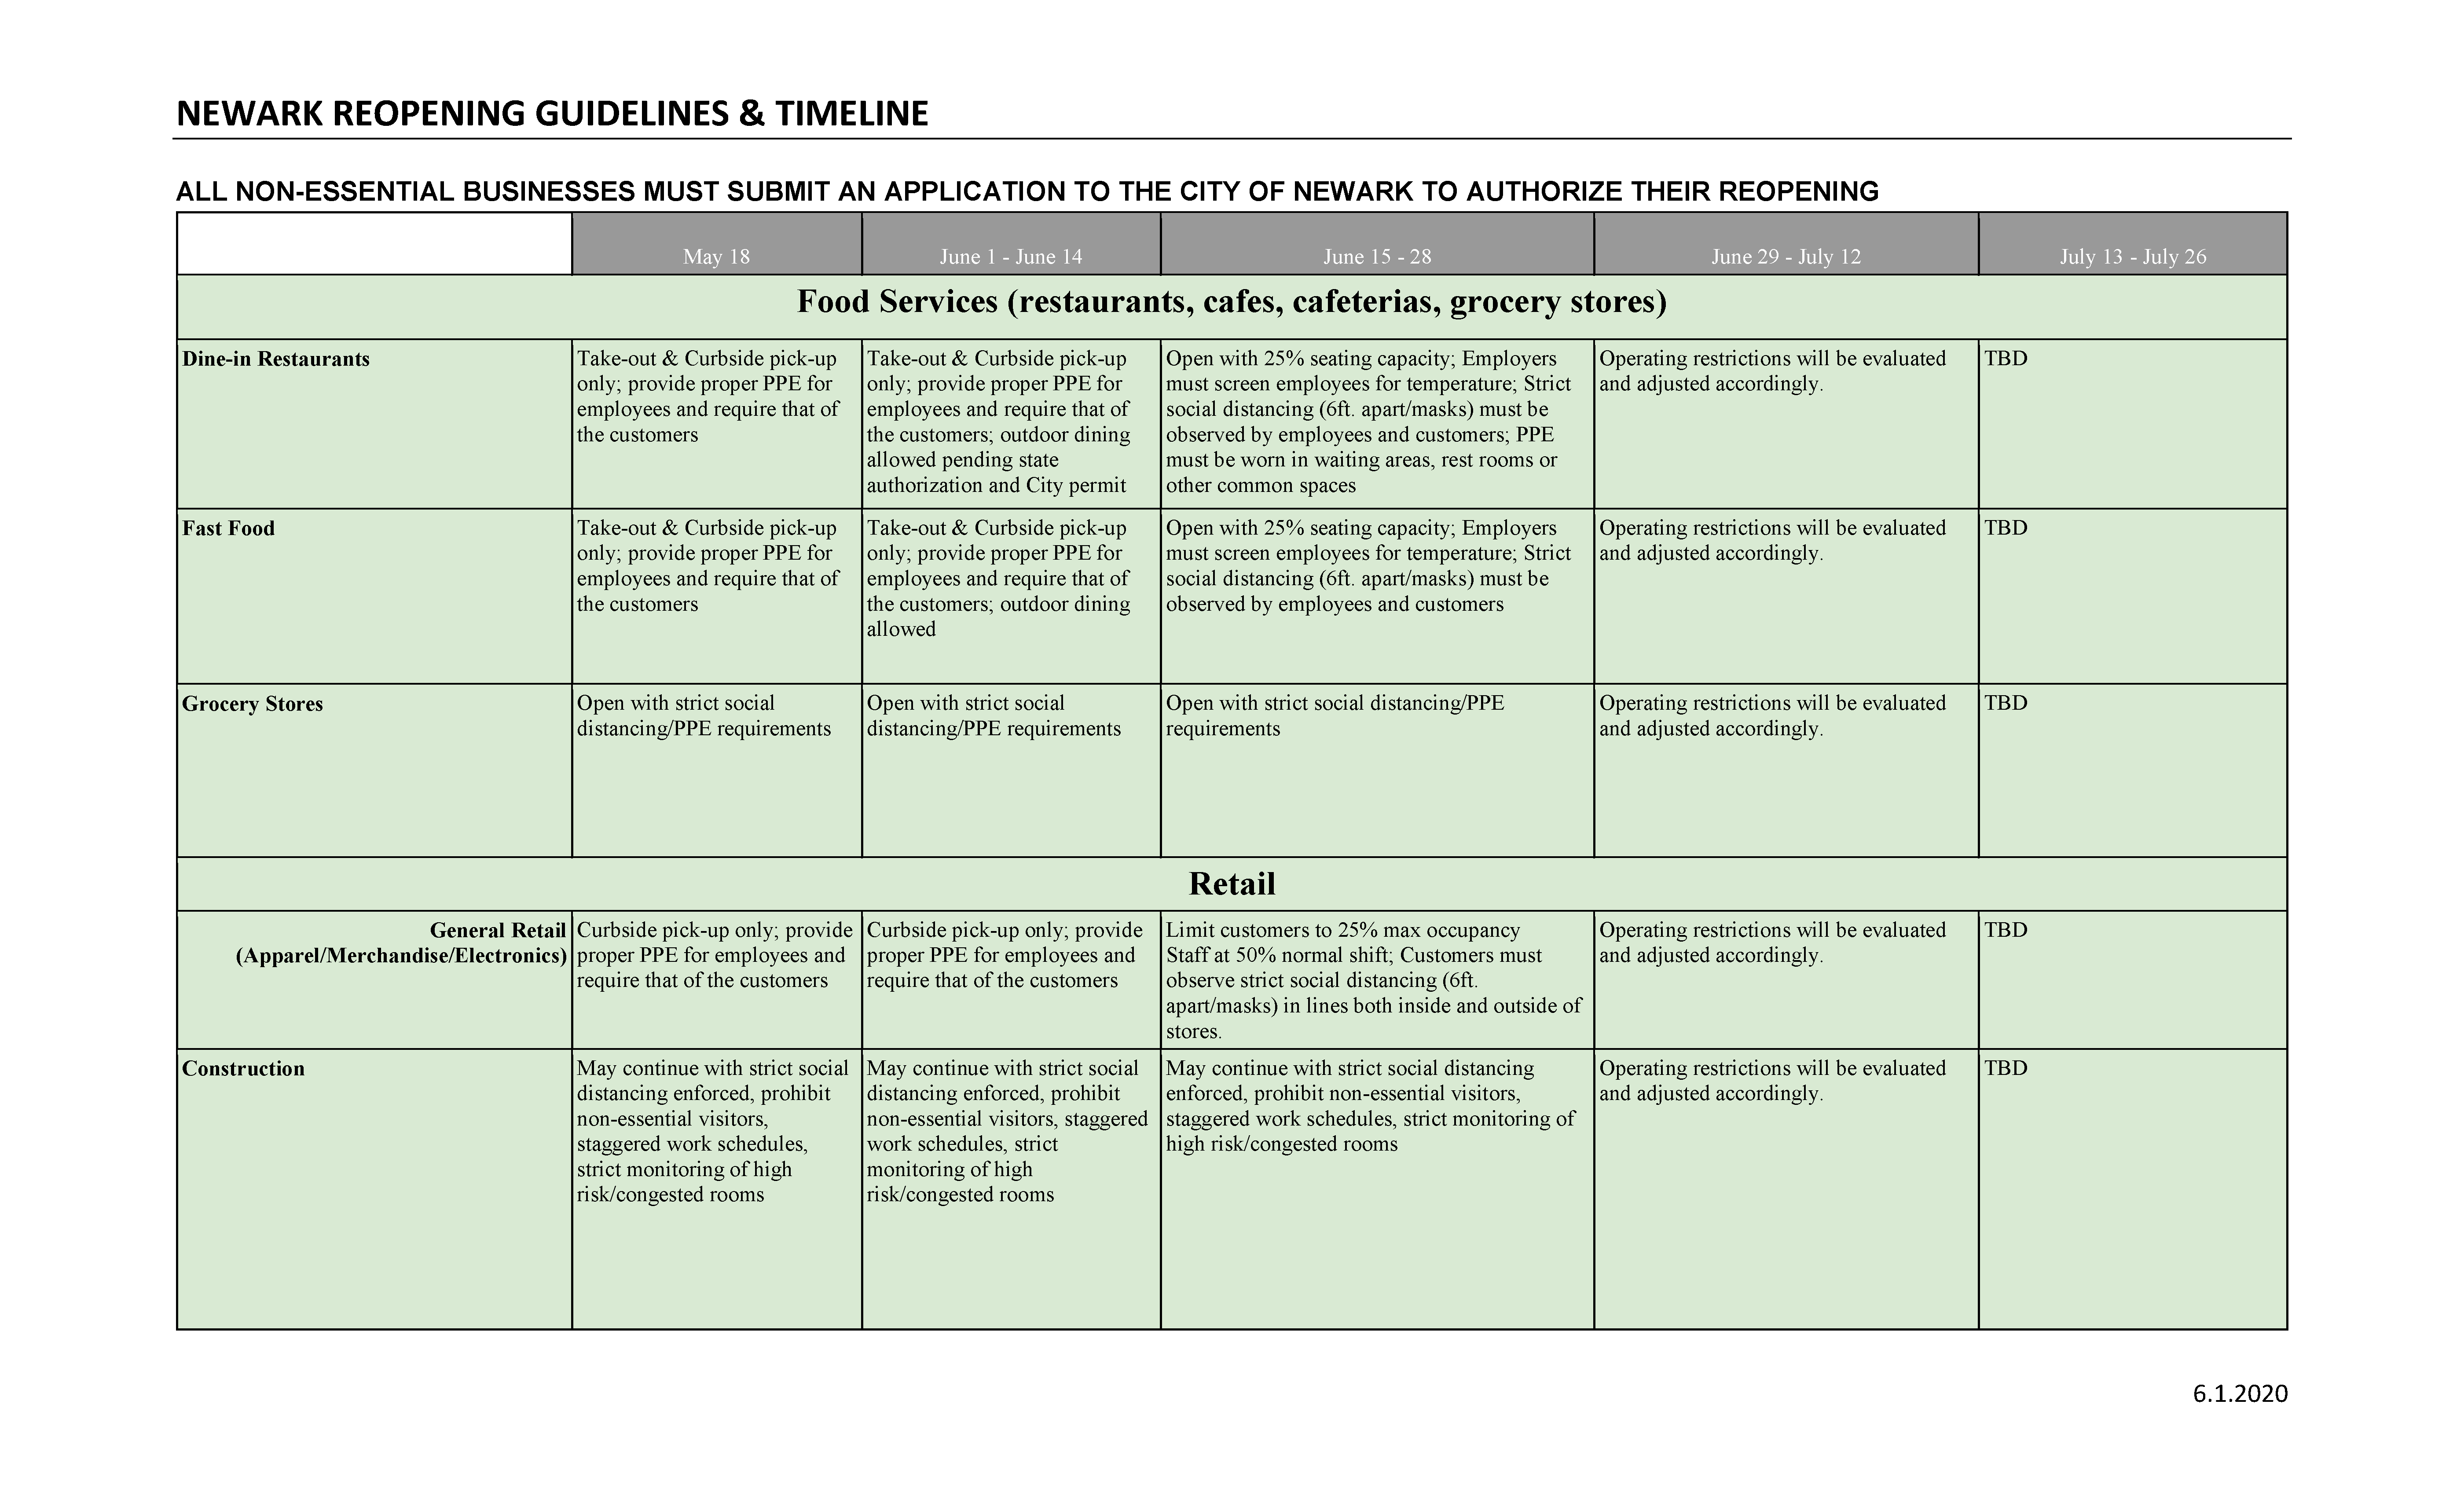 NEWARK REOPENING GUIDELINES & TIMELINE
ALL NON-ESSENTIAL BUSINESSES MUST SUBMIT AN APPLICATION TO THE CITY OF NEWARK TO AUTHORIZE THEIR REOPENING
May 18
June 1 - June 14
June 15 - 28
June 29 - July 12
July 13 - July 26
Food Services (restaurants, cafes, cafeterias, grocery stores)
Dine-in Restaurants
Take-out & Curbside pick-up
only; provide proper PPE for
employees and require that of
the customers
Take-out & Curbside pick-up
only; provide proper PPE for
employees and require that of
the customers; outdoor dining
allowed pending state
authorization and City permit
Open with 25% seating capacity; Employers
must screen employees for temperature; Strict
social distancing (6ft. apart/masks) must be
observed by employees and customers; PPE
must be worn in waiting areas, rest rooms or
other common spaces
Operating restrictions will be evaluated
and adjusted accordingly.
TBD
Fast Food
Take-out & Curbside pick-up
only; provide proper PPE for
employees and require that of
the customers
Take-out & Curbside pick-up
only; provide proper PPE for
employees and require that of
the customers; outdoor dining
allowed
Open with 25% seating capacity; Employers
must screen employees for temperature; Strict
social distancing (6ft. apart/masks) must be
observed by employees and customers
Operating restrictions will be evaluated
and adjusted accordingly.
TBD
Grocery Stores
Open with strict social
distancing/PPE requirements
Open with strict social
distancing/PPE requirements
Open with strict social distancing/PPE
requirements
Operating restrictions will be evaluated
and adjusted accordingly.
TBD
Retail
General Retail
(Apparel/Merchandise/Electronics)
Curbside pick-up only; provide
proper PPE for employees and
require that of the customers
Curbside pick-up only; provide
proper PPE for employees and
require that of the customers
Limit customers to 25% max occupancy
Staff at 50% normal shift; Customers must
observe strict social distancing (6ft.
apart/masks) in lines both inside and outside of
stores.
Operating restrictions will be evaluated
and adjusted accordingly.
TBD
Construction
May continue with strict social
distancing enforced, prohibit
non-essential visitors,
staggered work schedules,
strict monitoring of high
risk/congested rooms
May continue with strict social
distancing enforced, prohibit
non-essential visitors, staggered
work schedules, strict
monitoring of high
risk/congested rooms
May continue with strict social distancing
enforced, prohibit non-essential visitors,
staggered work schedules, strict monitoring of
high risk/congested rooms
Operating restrictions will be evaluated
and adjusted accordingly.
TBD
6.1.2020